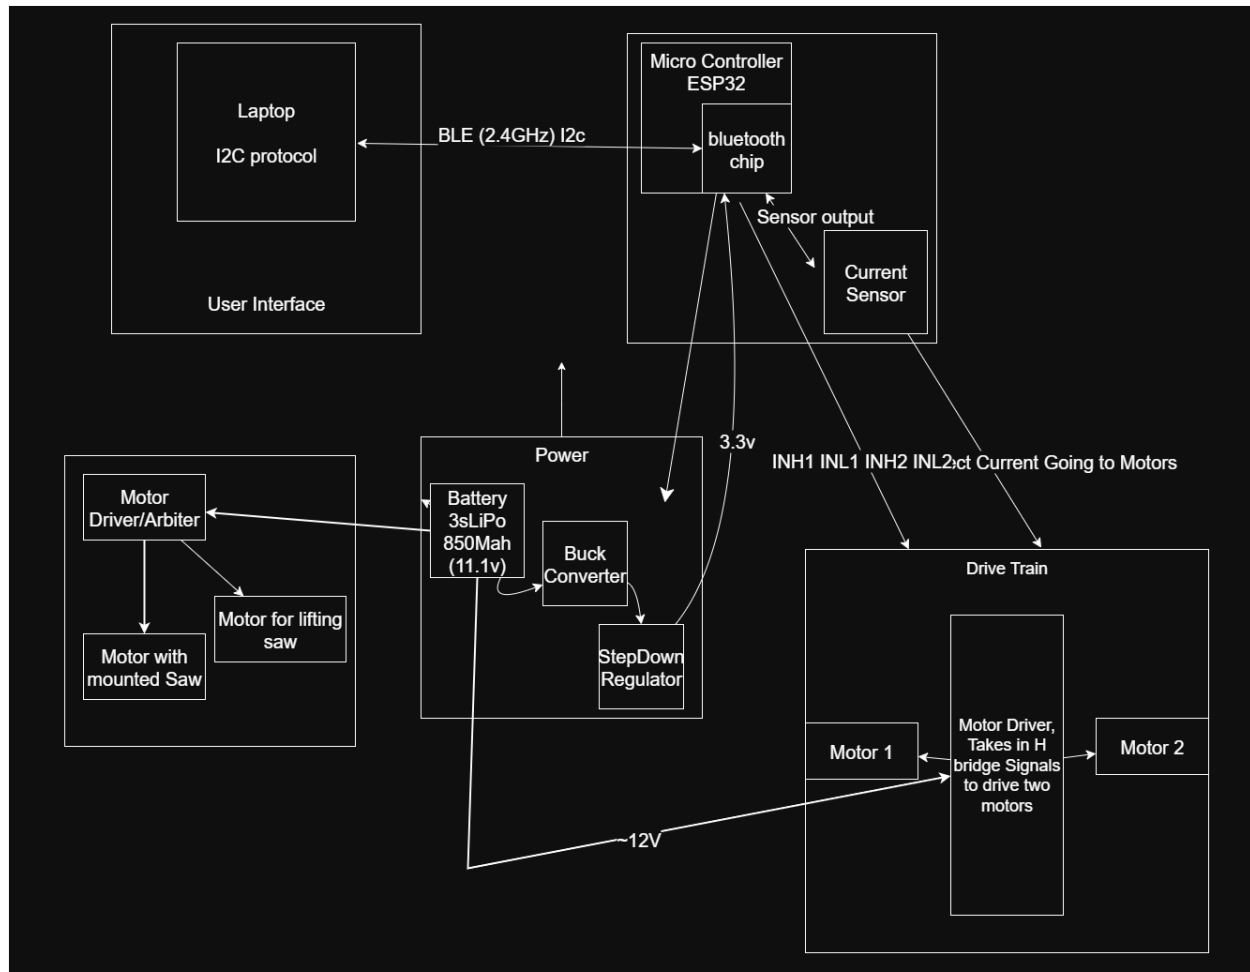 Laptop
I2C protocol
User Interface
BLE (2.4GHz) I2c
Micro Controller
ESP32
bluetooth
chip
Sensor output
Current
Sensor
3.3v
INH1 INL1 INH2 INL2
Current Going to Motors
Power
Battery
3sLiPo
850Mah
(11.1v)
Buck
Converter
StepDown
Regulator
Motor
Driver/Arbiter
Motor for lifting
saw
Motor with
mounted Saw
Drive Train
Motor 1
Motor Driver,
Takes in H
bridge Signals
to drive two
motors
Motor 2
~12V